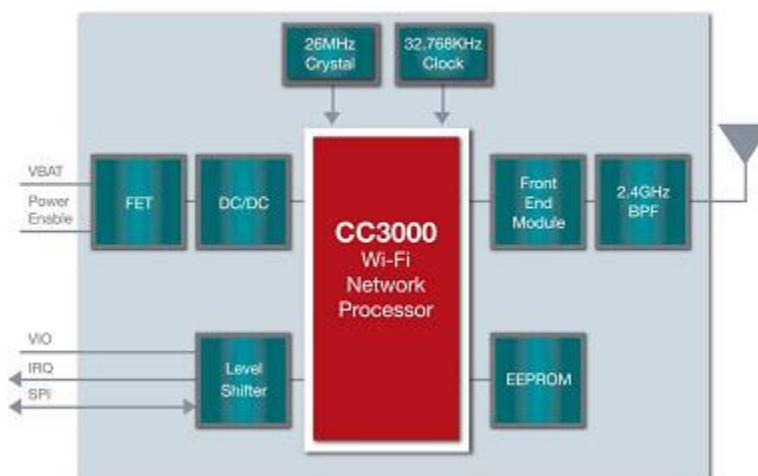 26MHz
Crystal
32.768KHz
Clock
VBAT
Power
Enable
FET
DC/DC
CC3000
Wi-Fi
Network
Processor
Front
End
Module
2.4GHz
BPF
VIO
IRQ
SPI
Level
Shifter
EEPROM